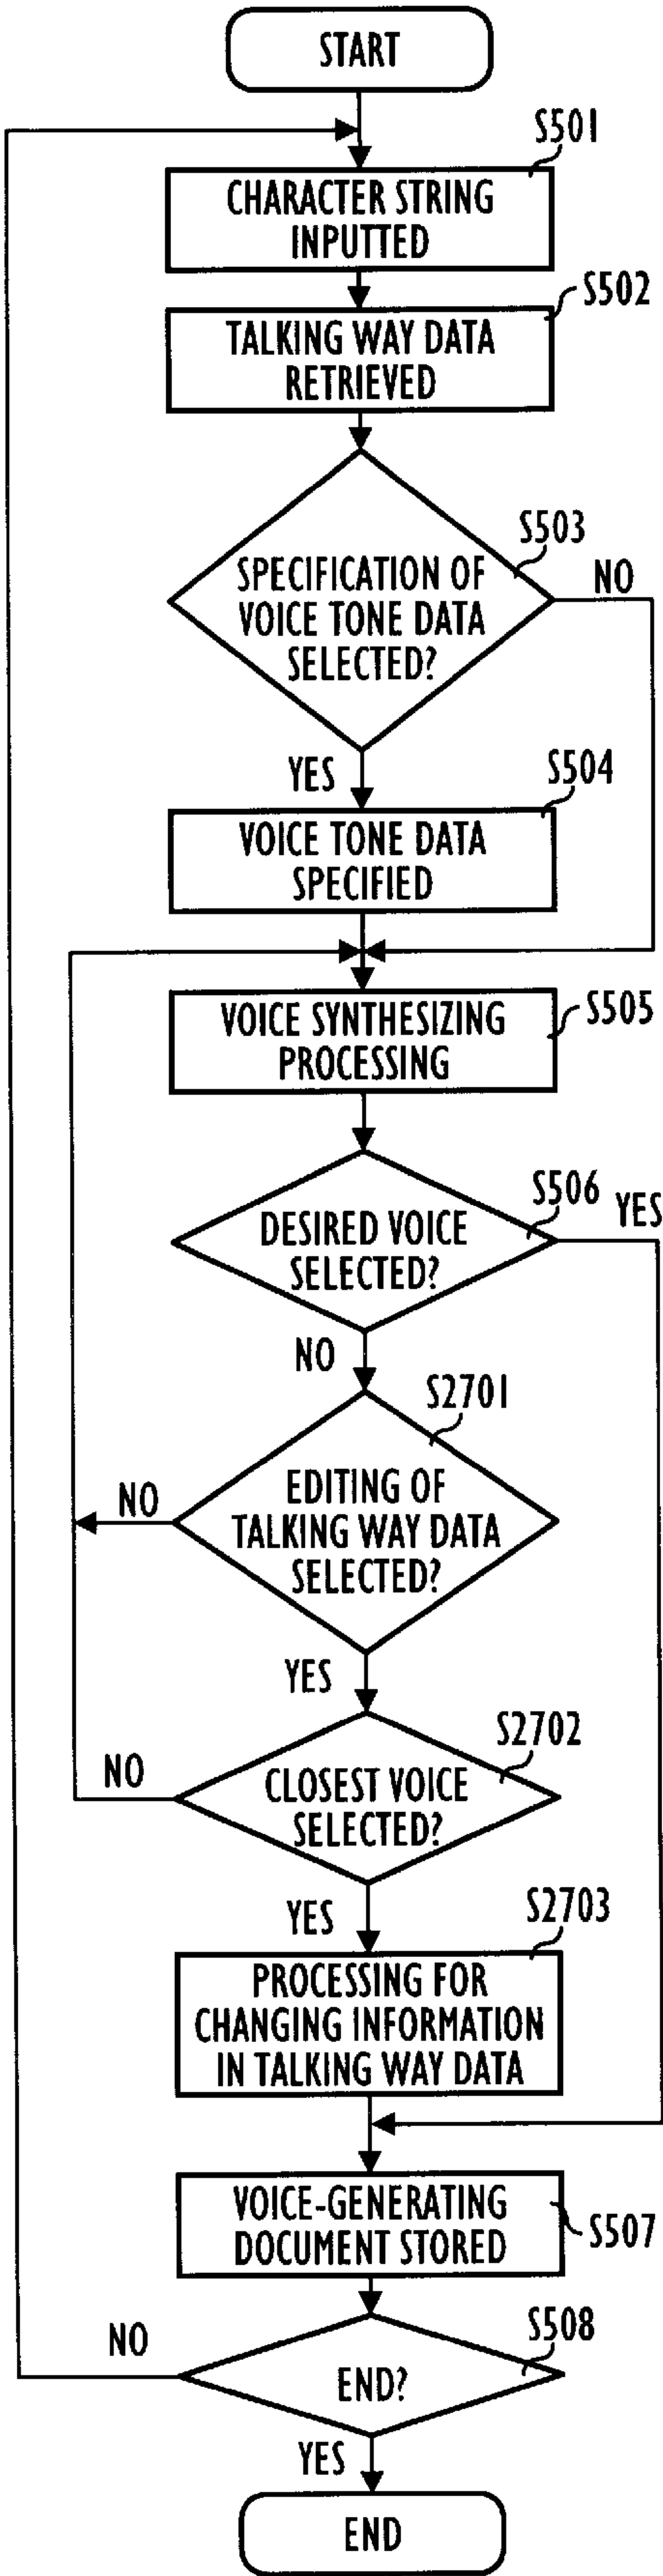 START
S501
CHARACTER STRING
INPUTTED
S502
TALKING WAY DATA
RETRIEVED
S503
SPECIFICATION OF
VOICE TONE DATA
SELECTED?
NO
YES
S504
VOICE TONE DATA
SPECIFIED
VOICE SYNTHESIZING
PROCESSING
S505
S506
YES
DESIRED VOICE
SELECTED?
NO
S2701
EDITING OF
TALKING WAY DATA
SELECTED?
NO
YES
S2702
CLOSEST VOICE
SELECTED?
NO
YES
S2703
PROCESSING FOR
CHANGING INFORMATION
IN TALKING WAY DATA
VOICE-GENERATING
DOCUMENT STORED
S507
S508
NO
END?
YES
END